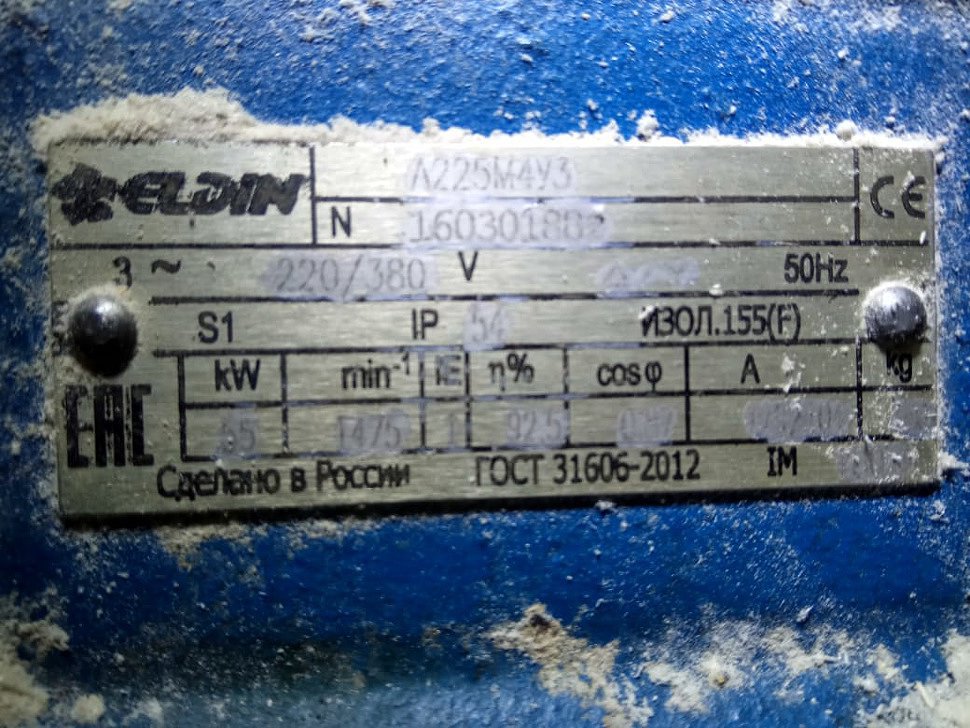 ELDIN А225М4У3 CE
N 16030188
3 ~ 220/380 V 50Hz
S1 IP 54 ИЗОЛ.155(F)
kW min⁻¹ IE η% cosφ A kg
55 1475 1 92.5
EAC
Сделано в России ГОСТ 31606-2012 IM